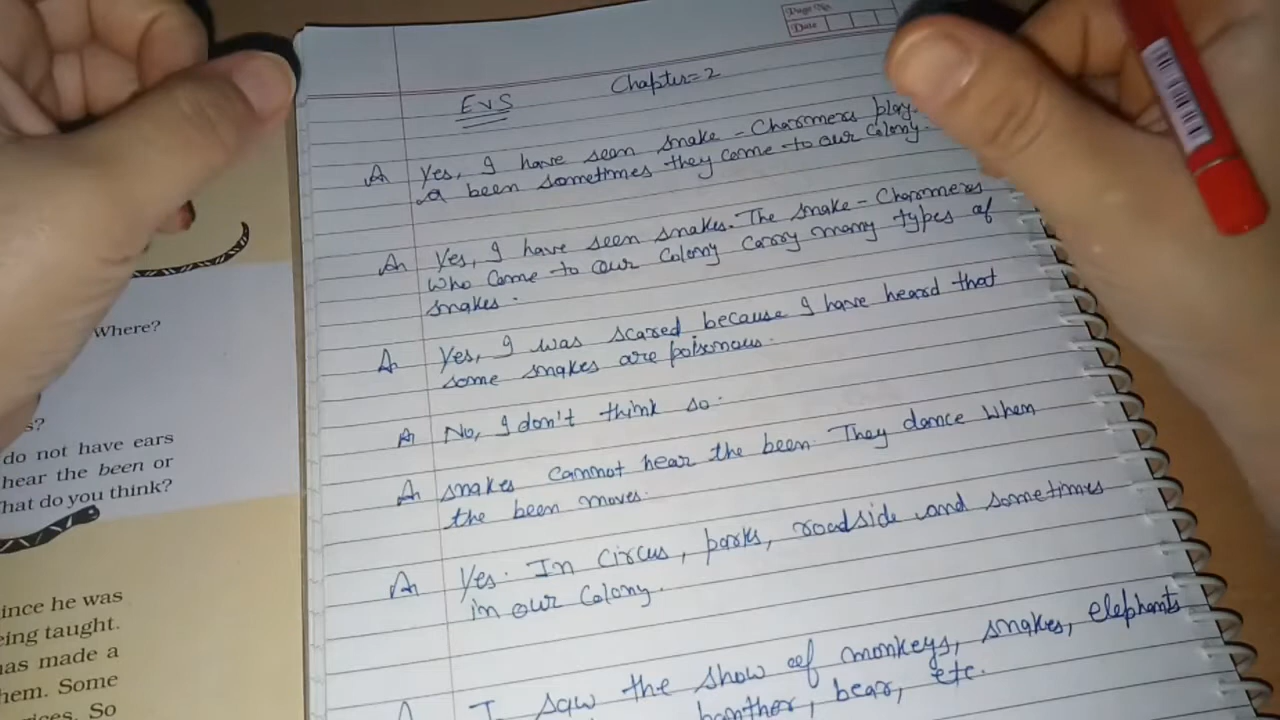 Page No.
Date
Chapter=2
EVS
A Yes, I have seen snake - Charmers play
a been sometimes they come to our Colony.
An Yes, I have seen snakes. The snake - Charmers
who come to our Colony Carry many types of
snakes.
A Yes, I was scared because I have heard that
some snakes are poisonous.
A No, I don't think so.
A snakes cannot hear the been. They dance when
the been moves.
An Yes. In Circus, parks, roadside and sometimes
in our Colony.
I saw the show of monkeys, snakes, elephants
panther, bear, etc.
Where?
s?
do not have ears
hear the been or
hat do you think?
ince he was
eing taught.
has made a
hem. Some
rices. So